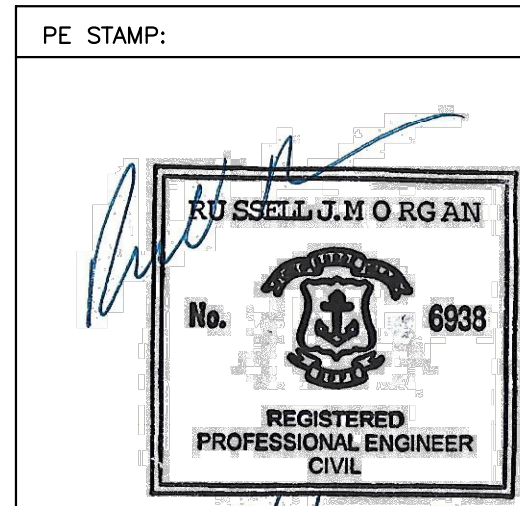 PE STAMP:
RUSSELL J. MORGAN
No. 6938
REGISTERED
PROFESSIONAL ENGINEER
CIVIL